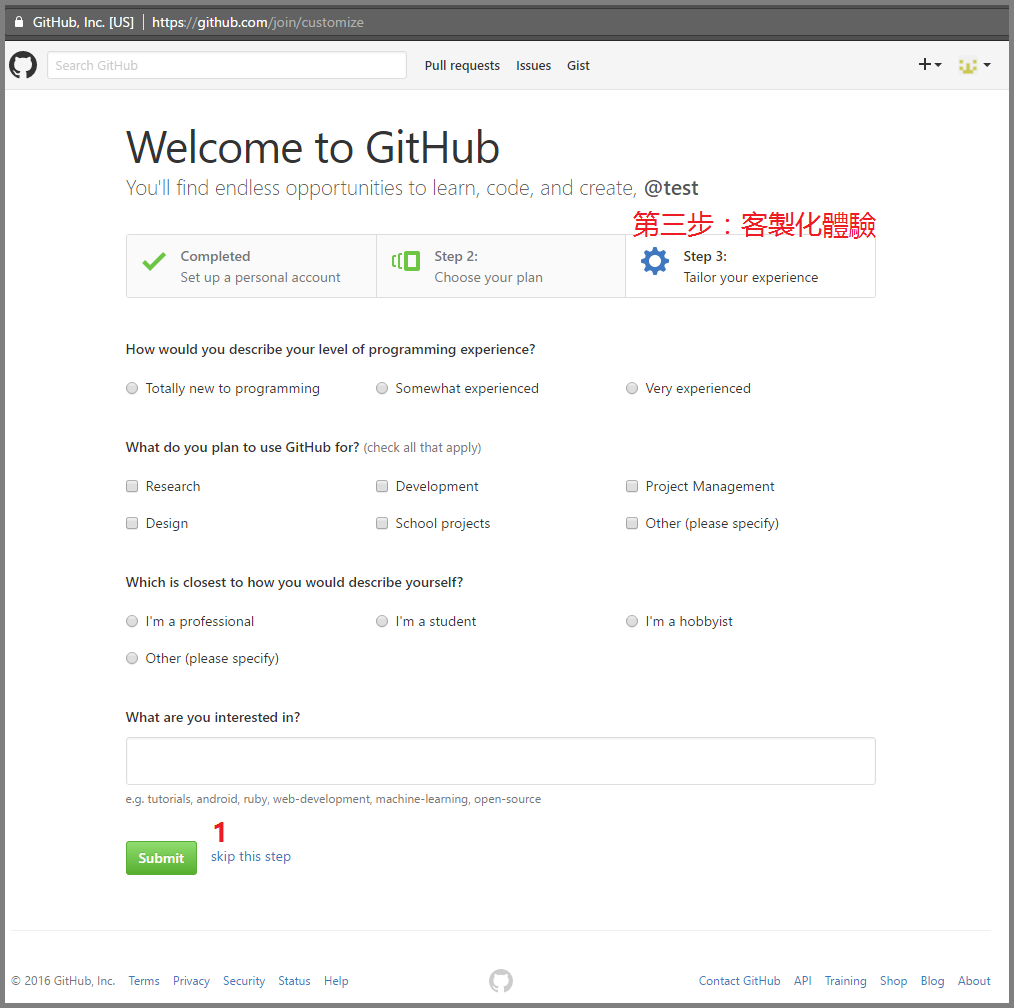 GitHub, Inc. [US] https://github.com/join/customize
Search GitHub Pull requests Issues Gist
Welcome to GitHub
You'll find endless opportunities to learn, code, and create, @test
第三步：客製化體驗
Completed
Set up a personal account
Step 2:
Choose your plan
Step 3:
Tailor your experience
How would you describe your level of programming experience?
Totally new to programming Somewhat experienced Very experienced
What do you plan to use GitHub for? (check all that apply)
Research Development Project Management
Design School projects Other (please specify)
Which is closest to how you would describe yourself?
I'm a professional I'm a student I'm a hobbyist
Other (please specify)
What are you interested in?
e.g. tutorials, android, ruby, web-development, machine-learning, open-source
1
Submit skip this step
© 2016 GitHub, Inc. Terms Privacy Security Status Help Contact GitHub API Training Shop Blog About